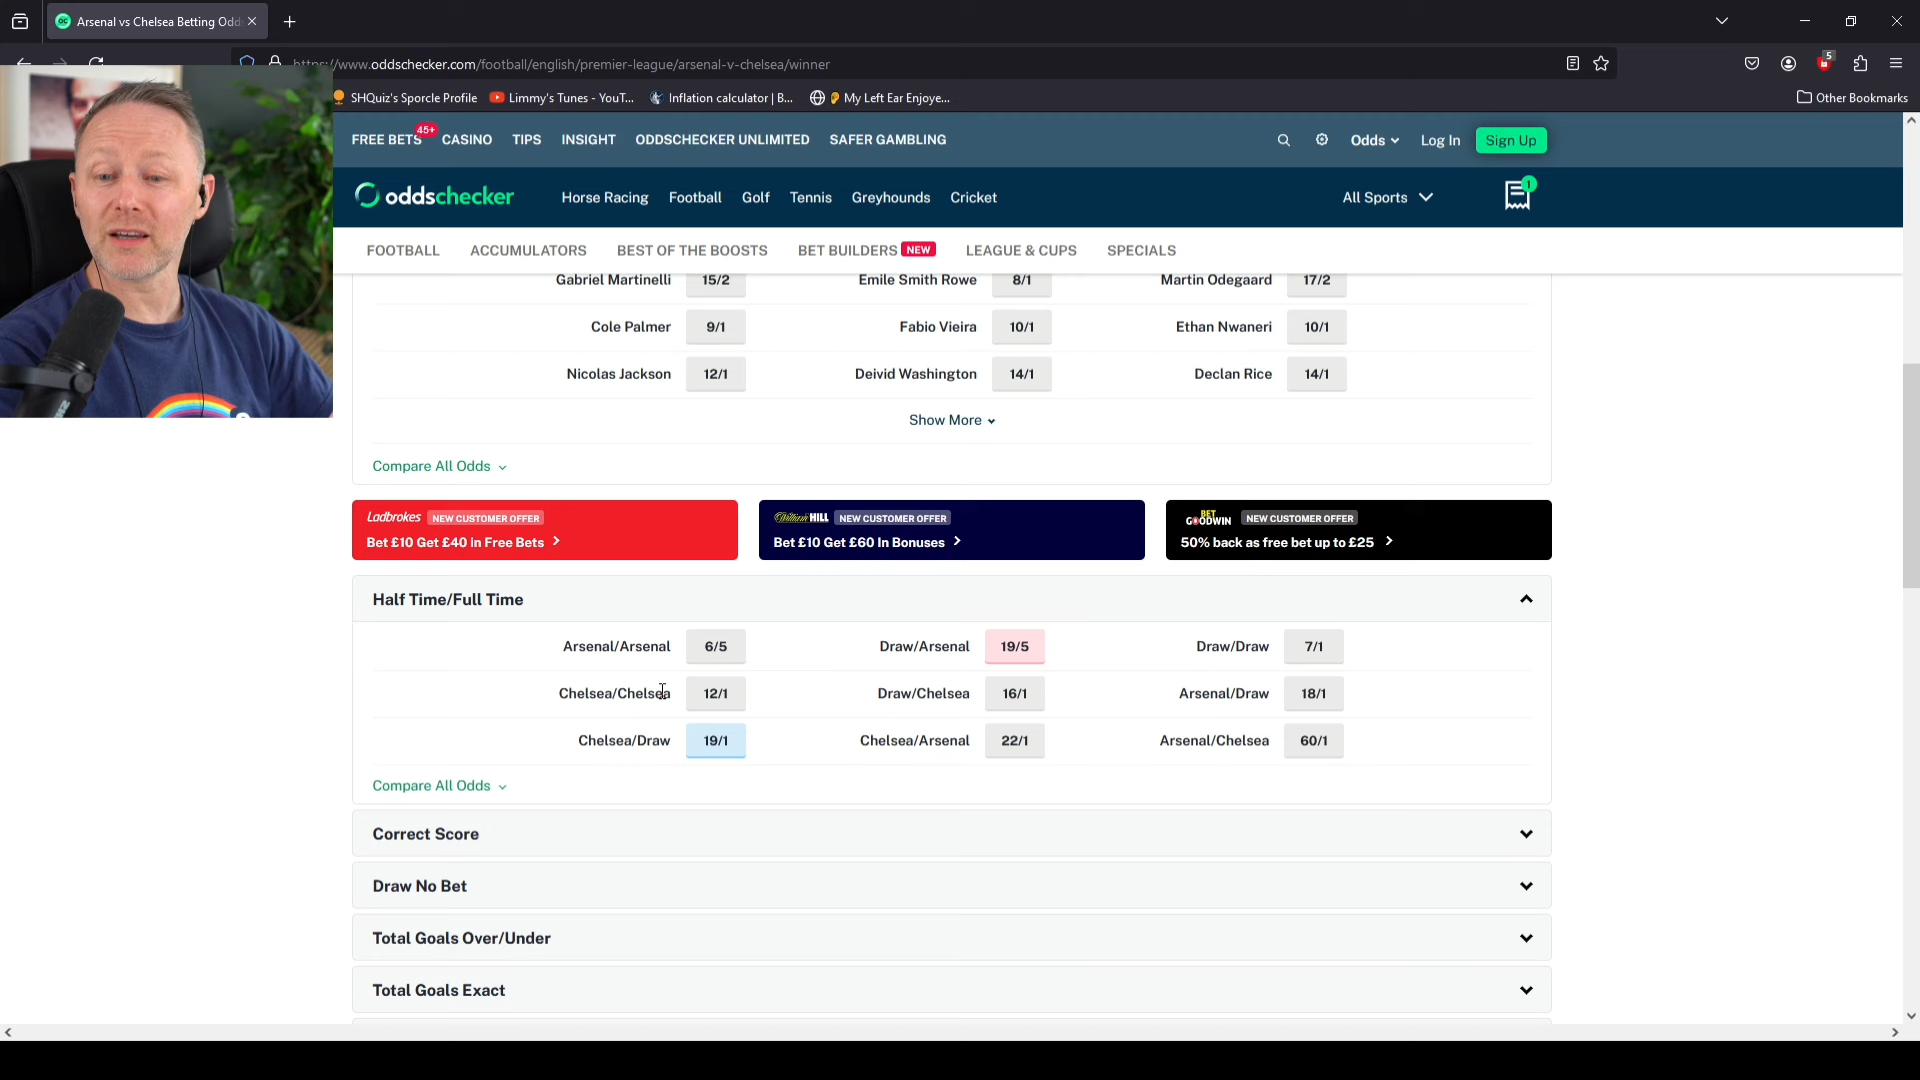 Arsenal vs Chelsea Betting Odd
https://www.oddschecker.com/football/english/premier-league/arsenal-v-chelsea/winner
5
SHQuiz's Sporcle Profile
Limmy's Tunes - YouT...
Inflation calculator | B...
My Left Ear Enjoye...
Other Bookmarks
FREE BETS 45+ CASINO TIPS INSIGHT ODDSCHECKER UNLIMITED SAFER GAMBLING
Odds Log In Sign Up
oddschecker Horse Racing Football Golf Tennis Greyhounds Cricket All Sports 1
FOOTBALL ACCUMULATORS BEST OF THE BOOSTS BET BUILDERS NEW LEAGUE & CUPS SPECIALS
Gabriel Martinelli 15/2 Emile Smith Rowe 8/1 Martin Odegaard 17/2
Cole Palmer 9/1 Fabio Vieira 10/1 Ethan Nwaneri 10/1
Nicolas Jackson 12/1 Deivid Washington 14/1 Declan Rice 14/1
Show More
Compare All Odds
Ladbrokes NEW CUSTOMER OFFER
Bet £10 Get £40 In Free Bets
William HILL NEW CUSTOMER OFFER
Bet £10 Get £60 In Bonuses
BET GOODWIN NEW CUSTOMER OFFER
50% back as free bet up to £25
Half Time/Full Time
Arsenal/Arsenal 6/5 Draw/Arsenal 19/5 Draw/Draw 7/1
Chelsea/Chelsea 12/1 Draw/Chelsea 16/1 Arsenal/Draw 18/1
Chelsea/Draw 19/1 Chelsea/Arsenal 22/1 Arsenal/Chelsea 60/1
Compare All Odds
Correct Score
Draw No Bet
Total Goals Over/Under
Total Goals Exact